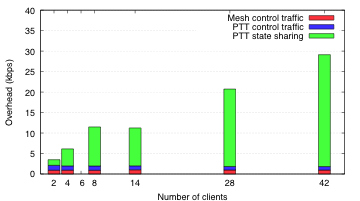 40
35
30
25
20
15
10
5
0
Overhead (kbps)
Mesh control traffic
PTT control traffic
PTT state sharing
2 4 6 8 14 28 42
Number of clients